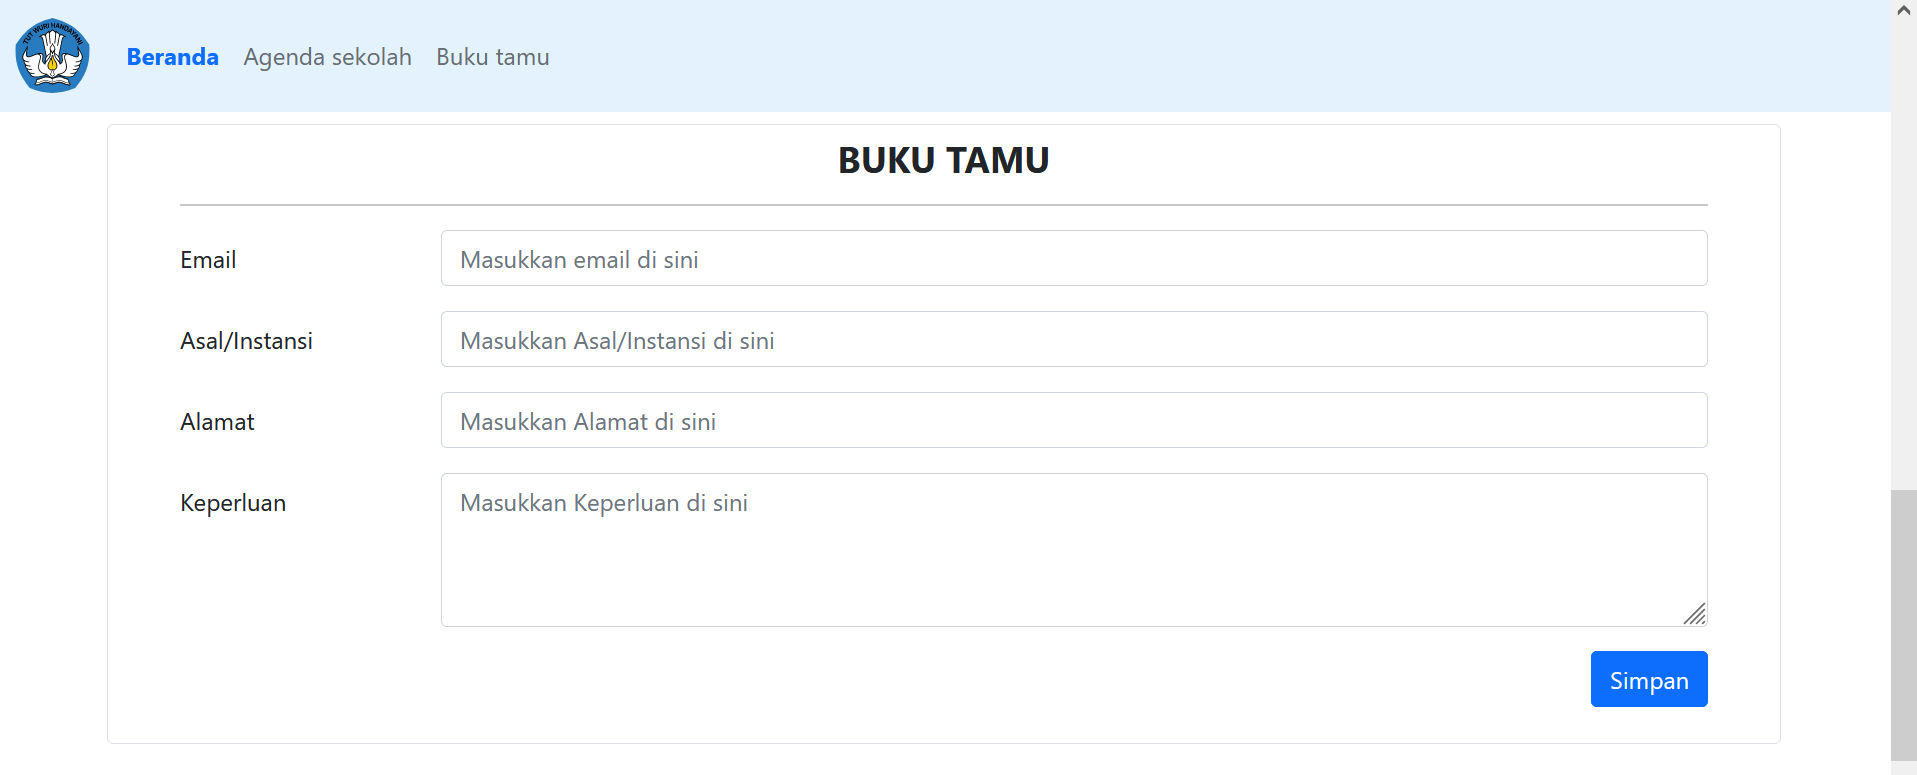 TUT WURI HANDAYANI
Beranda Agenda sekolah Buku tamu
BUKU TAMU
Email Masukkan email di sini
Asal/Instansi Masukkan Asal/Instansi di sini
Alamat Masukkan Alamat di sini
Keperluan Masukkan Keperluan di sini
Simpan